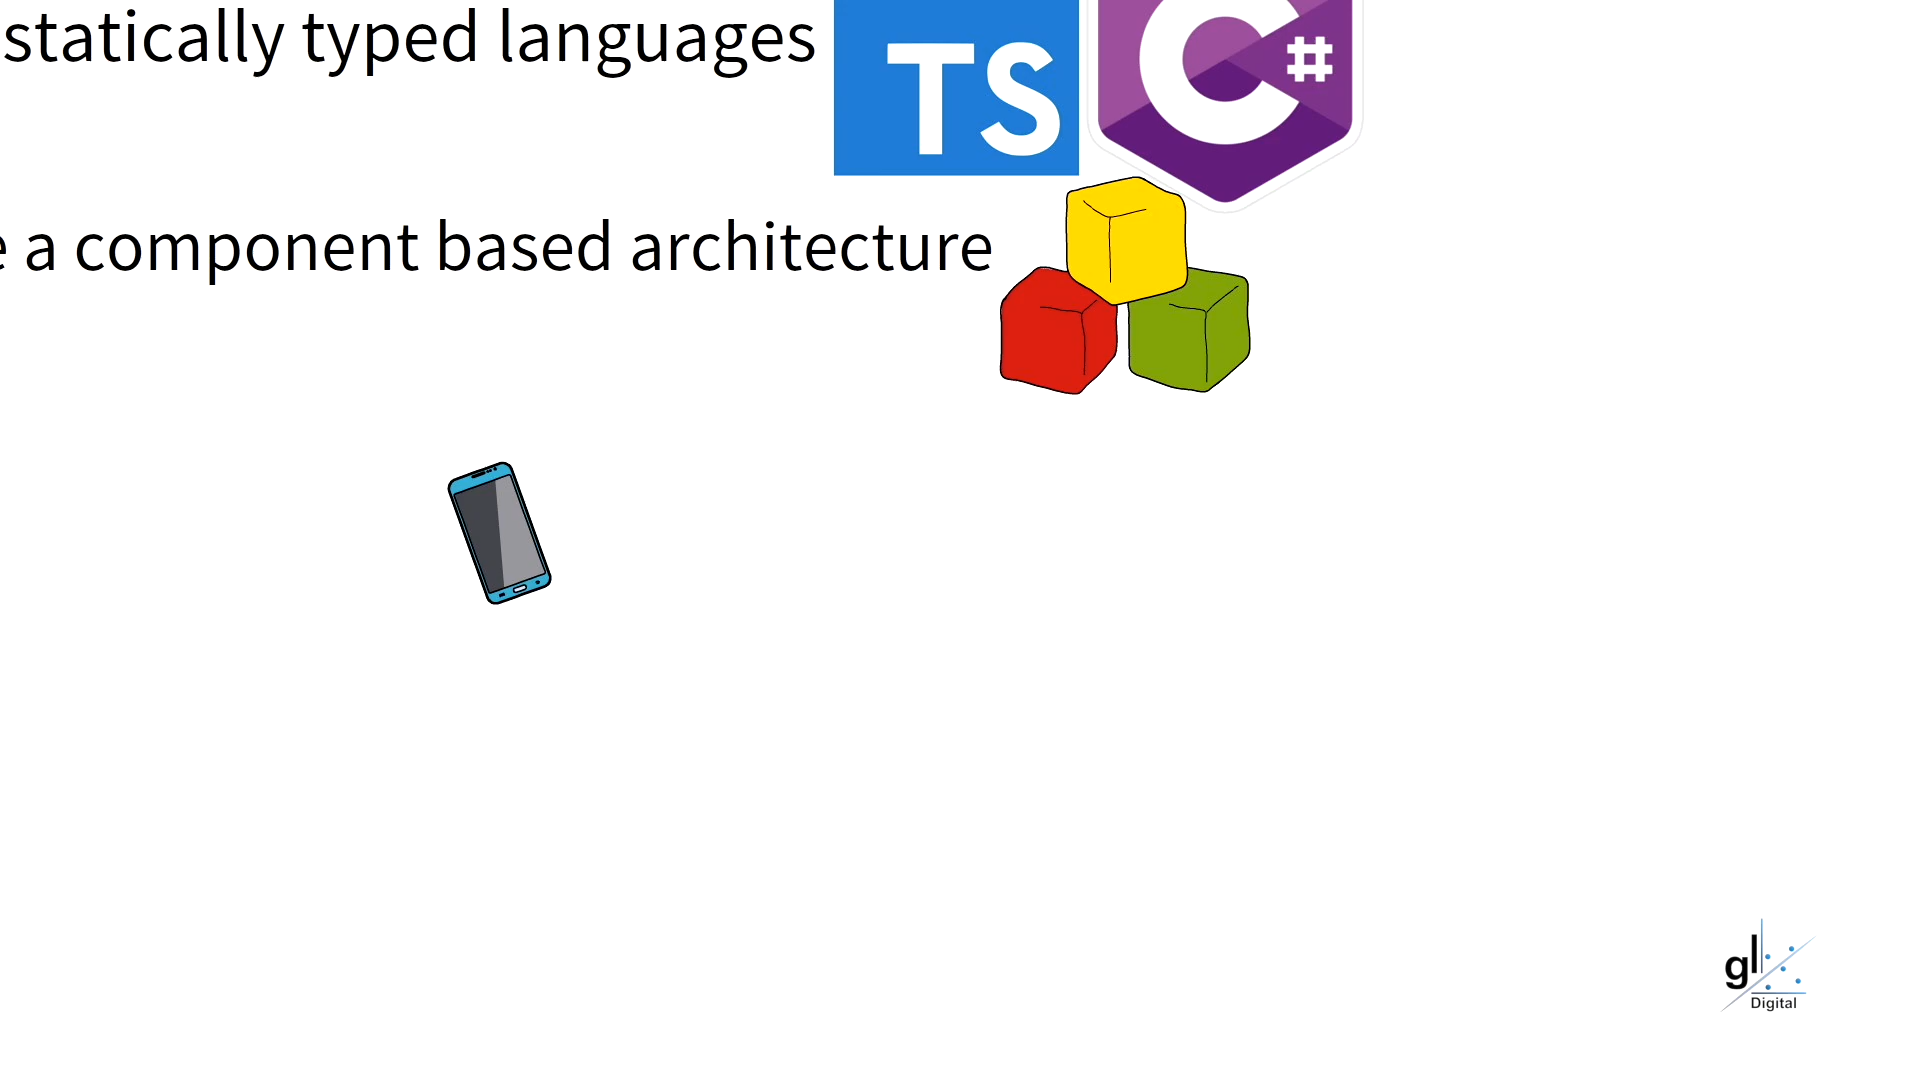 statically typed languages
TS
C#
e a component based architecture
gl
Digital